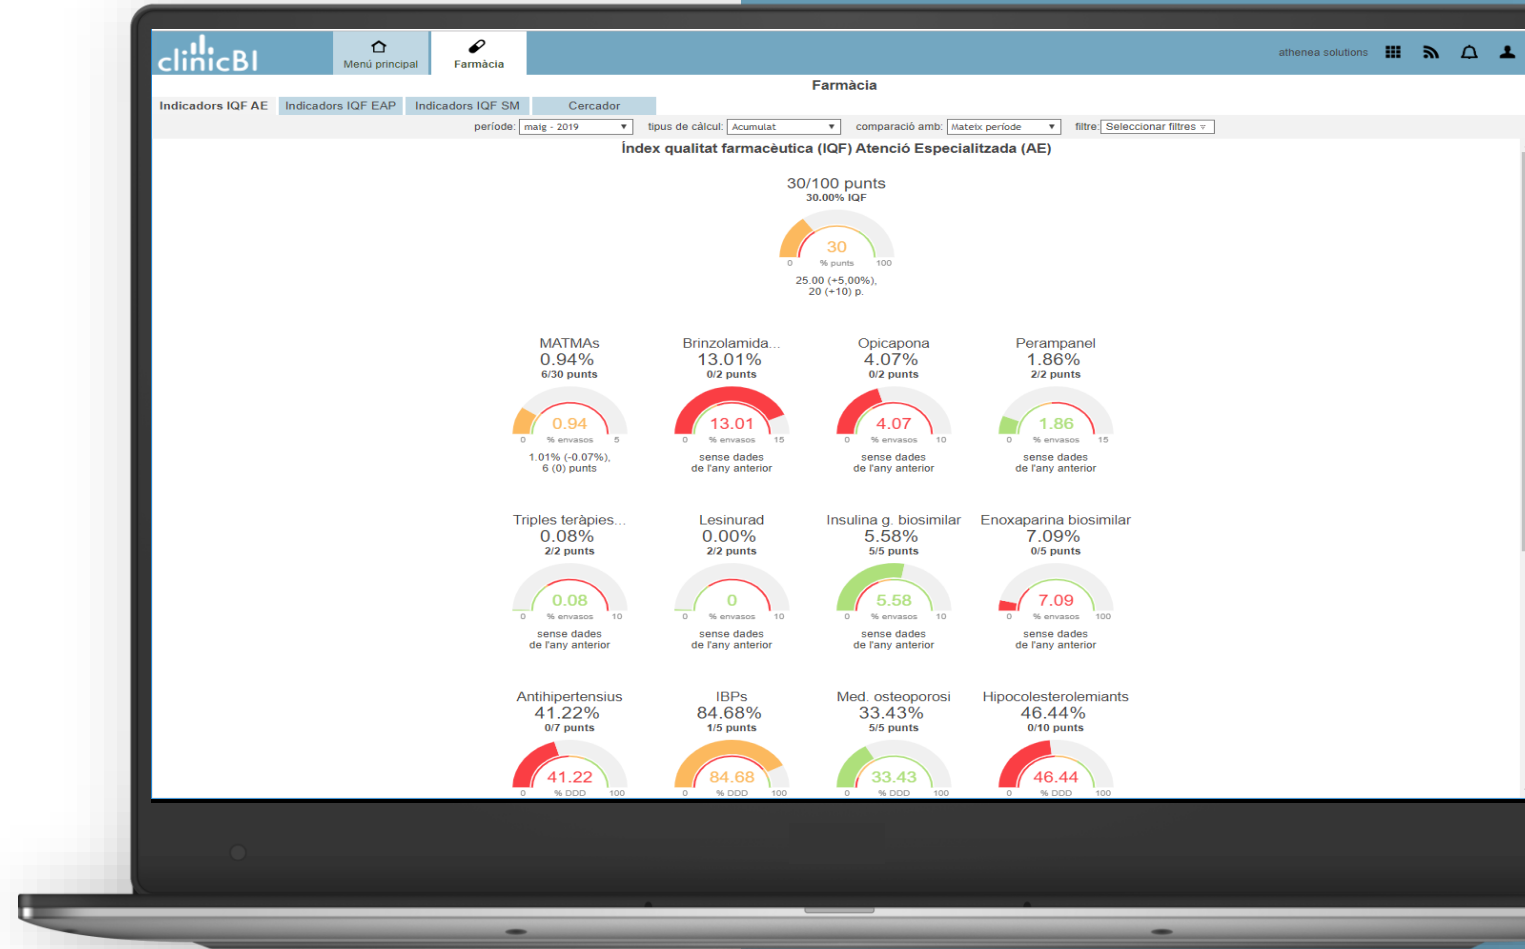 clinicBI
Menú principal
Farmàcia
athenea solutions
Farmàcia
Indicadors IQF AE
Indicadors IQF EAP
Indicadors IQF SM
Cercador
període: maig - 2019
tipus de càlcul: Acumulat
comparació amb: Mateix període
filtre: Seleccionar filtres
Índex qualitat farmacèutica (IQF) Atenció Especialitzada (AE)
30/100 punts
30.00% IQF
30
0 % punts 100
25.00 (+5,00%),
20 (+10) p.
MATMAs
0.94%
6/30 punts
0.94
0 % envasos 5
1.01% (-0.07%),
6 (0) punts
Brinzolamida...
13.01%
0/2 punts
13.01
0 % envasos 15
sense dades
de l'any anterior
Opicapona
4.07%
0/2 punts
4.07
0 % envasos 10
sense dades
de l'any anterior
Perampanel
1.86%
2/2 punts
1.86
0 % envasos 15
sense dades
de l'any anterior
Triples teràpies...
0.08%
2/2 punts
0.08
0 % envasos 10
sense dades
de l'any anterior
Lesinurad
0.00%
2/2 punts
0
0 % envasos 10
sense dades
de l'any anterior
Insulina g. biosimilar
5.58%
5/5 punts
5.58
0 % envasos 10
sense dades
de l'any anterior
Enoxaparina biosimilar
7.09%
0/5 punts
7.09
0 % envasos 100
sense dades
de l'any anterior
Antihipertensius
41.22%
0/7 punts
41.22
0 % DDD 100
IBPs
84.68%
1/5 punts
84.68
0 % DDD 100
Med. osteoporosi
33.43%
5/5 punts
33.43
0 % DDD 100
Hipocolesterolemiants
46.44%
0/10 punts
46.44
0 % DDD 100